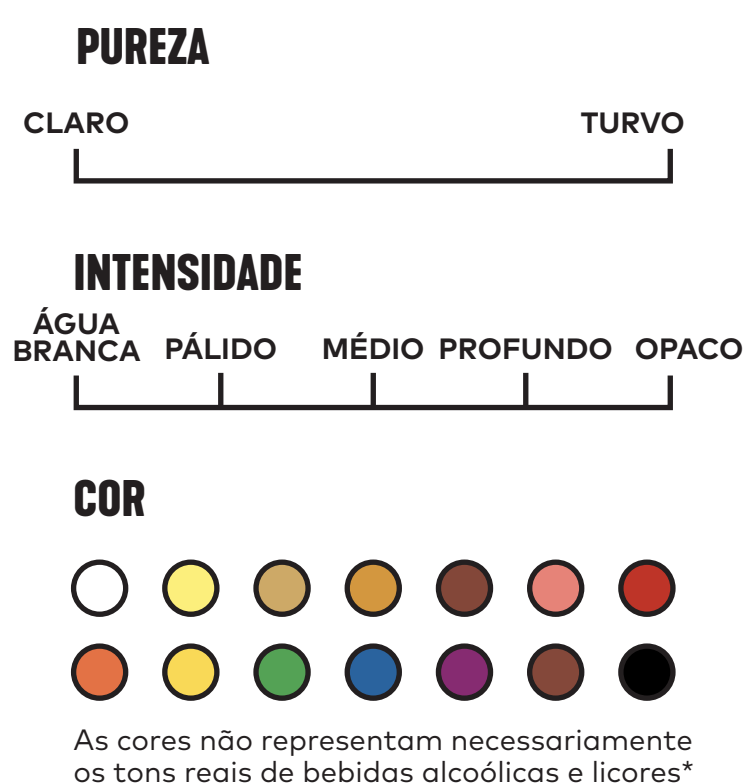 PUREZA
CLARO TURVO
INTENSIDADE
ÁGUA
BRANCA PÁLIDO MÉDIO PROFUNDO OPACO
COR
As cores não representam necessariamente
os tons reais de bebidas alcoólicas e licores*